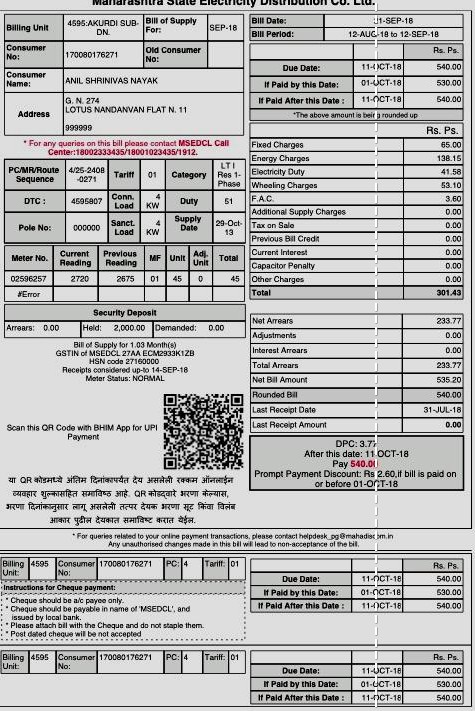 Maharashtra State Electricity Distribution Co. Ltd.
Billing Unit 4595:AKURDI SUB-DN. Bill of Supply For: SEP-18
Consumer No: 170080176271 Old Consumer No:
Consumer Name: ANIL SHRINIVAS NAYAK
Address G. N. 274
LOTUS NANDANVAN FLAT N. 11
999999
* For any queries on this bill please contact MSEDCL Call
Center:18002333435/18001023435/1912.
PC/MR/Route Sequence 4/25-2408-0271 Tariff 01 Category LT I Res 1-Phase
DTC : 4595807 Conn. Load 4 KW Duty 51
Pole No: 000000 Sanct. Load 4 KW Supply Date 29-Oct-13
Meter No. Current Reading Previous Reading MF Unit Adj. Unit Total
02596257 2720 2675 01 45 0 45
#Error
Security Deposit
Arrears: 0.00 Held: 2,000.00 Demanded: 0.00
Bill of Supply for 1.03 Month(s)
GSTIN of MSEDCL 27AA ECM2933K1ZB
HSN code 27160000
Receipts considered up-to 14-SEP-18
Meter Status: NORMAL
Scan this QR Code with BHIM App for UPI
Payment
या QR कोडमध्ये अंतिम दिनांकापर्यंत देय असलेली रक्कम ऑनलाईन
व्यवहार शुल्कासहित समाविष्ठ आहे. QR कोडद्वारे भरणा केल्यास,
भरणा दिनांकानुसार लागू असलेली तत्पर देयक भरणा सूट किंवा विलंब
आकार पुढील देयकात समाविष्ट करात येईल.
Bill Date: 21-SEP-18
Bill Period: 12-AUG-18 to 12-SEP-18
Rs. Ps.
Due Date: 11-OCT-18 540.00
If Paid by this Date: 01-OCT-18 530.00
If Paid After this Date : 11-OCT-18 540.00
*The above amount is being rounded up
Rs. Ps.
Fixed Charges 65.00
Energy Charges 138.15
Electricity Duty 41.58
Wheeling Charges 53.10
F.A.C. 3.60
Additional Supply Charges 0.00
Tax on Sale 0.00
Previous Bill Credit 0.00
Current Interest 0.00
Capacitor Penalty 0.00
Other Charges 0.00
Total 301.43
Net Arrears 233.77
Adjustments 0.00
Interest Arrears 0.00
Total Arrears 233.77
Net Bill Amount 535.20
Rounded Bill 540.00
Last Receipt Date 31-JUL-18
Last Receipt Amount 0.00
DPC: 3.77
After this date: 11-OCT-18
Pay 540.00
Prompt Payment Discount: Rs 2.60,if bill is paid on
or before 01-OCT-18
* For queries related to your online payment transactions, please contact helpdesk_pg@mahadiscom.in
Any unauthorised changes made in this bill will lead to non-acceptance of the bill.
Billing Unit: 4595 Consumer No: 170080176271 PC: 4 Tariff: 01
Instructions for Cheque payment:
* Cheque should be a/c payee only.
* Cheque should be payable in name of 'MSEDCL', and
issued by local bank.
* Please attach bill with the Cheque and do not staple them.
* Post dated cheque will not be accepted
Rs. Ps.
Due Date: 11-OCT-18 540.00
If Paid by this Date: 01-OCT-18 530.00
If Paid After this Date : 11-OCT-18 540.00
Billing Unit: 4595 Consumer No: 170080176271 PC: 4 Tariff: 01
Rs. Ps.
Due Date: 11-OCT-18 540.00
If Paid by this Date: 01-OCT-18 530.00
If Paid After this Date : 11-OCT-18 540.00